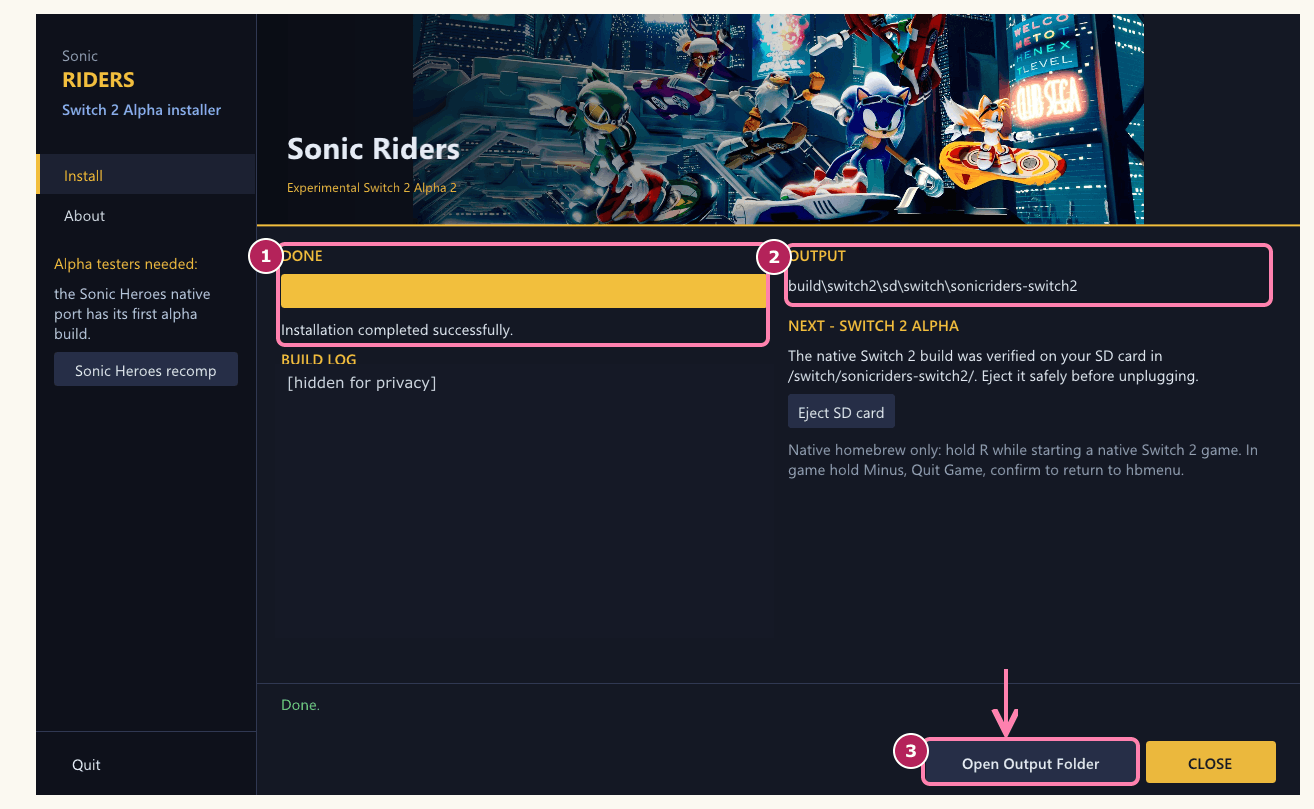 Sonic
RIDERS
Switch 2 Alpha installer
Install
About
Alpha testers needed:
the Sonic Heroes native
port has its first alpha
build.
Sonic Heroes recomp
Quit
WELCO
METOT
HENEX
TLEVEL
SEGA
Sonic Riders
Experimental Switch 2 Alpha 2
1
DONE
Installation completed successfully.
BUILD LOG
[hidden for privacy]
2
OUTPUT
build\switch2\sd\switch\sonicriders-switch2
NEXT - SWITCH 2 ALPHA
The native Switch 2 build was verified on your SD card in
/switch/sonicriders-switch2/. Eject it safely before unplugging.
Eject SD card
Native homebrew only: hold R while starting a native Switch 2 game. In
game hold Minus, Quit Game, confirm to return to hbmenu.
Done.
3
Open Output Folder
CLOSE